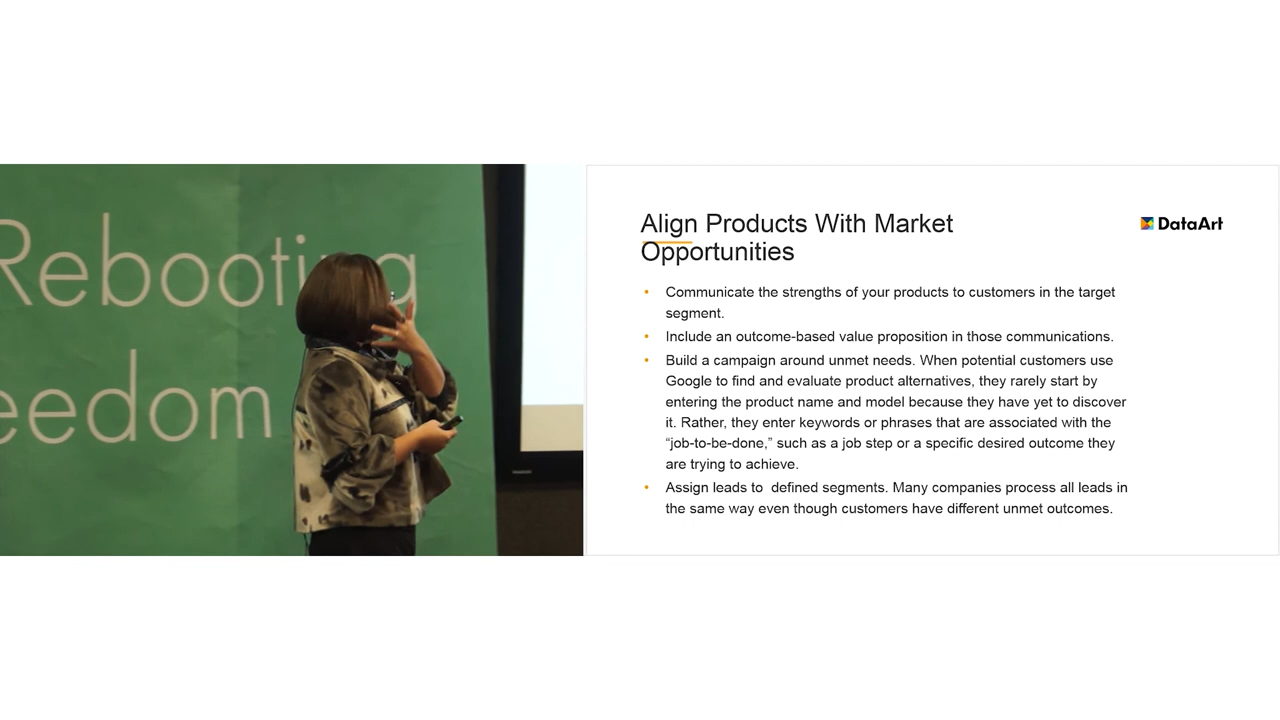 Rebooting
eedom
Align Products With Market
Opportunities
DataArt
• Communicate the strengths of your products to customers in the target
segment.
• Include an outcome-based value proposition in those communications.
• Build a campaign around unmet needs. When potential customers use
Google to find and evaluate product alternatives, they rarely start by
entering the product name and model because they have yet to discover
it. Rather, they enter keywords or phrases that are associated with the
“job-to-be-done,” such as a job step or a specific desired outcome they
are trying to achieve.
• Assign leads to  defined segments. Many companies process all leads in
the same way even though customers have different unmet outcomes.